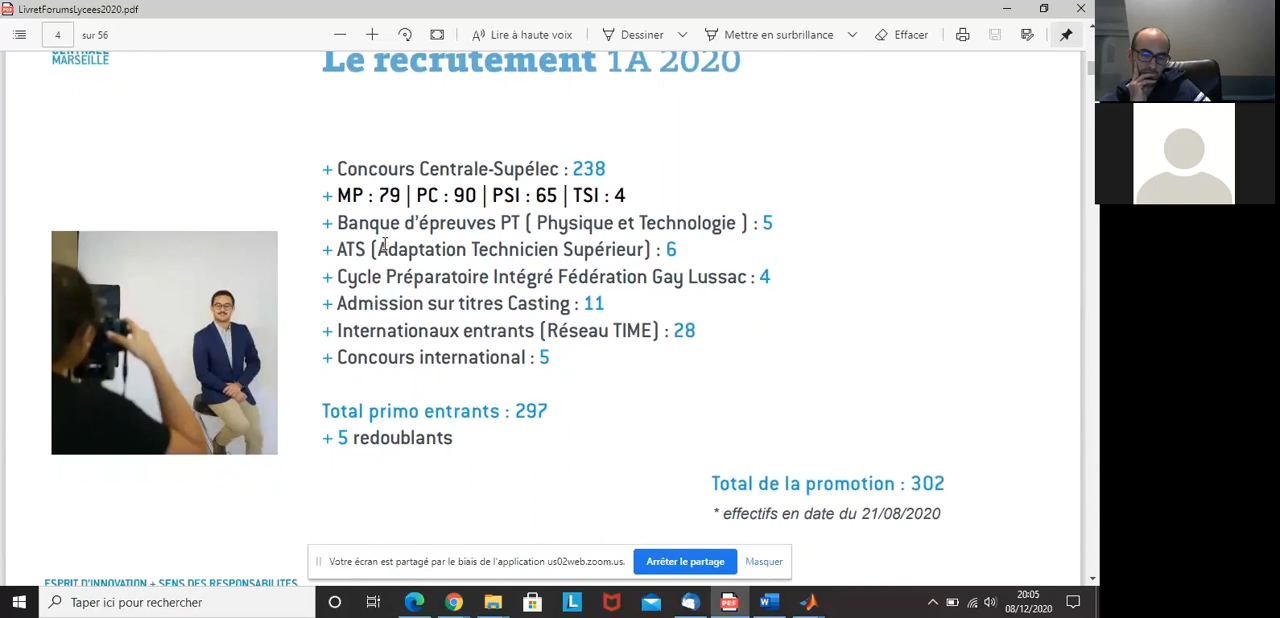 LivretForumsLycees2020.pdf
4 sur 56
Lire à haute voix
Dessiner
Mettre en surbrillance
Effacer
CENTRALE
MARSEILLE
Le recrutement 1A 2020
+ Concours Centrale-Supélec : 238
+ MP : 79 | PC : 90 | PSI : 65 | TSI : 4
+ Banque d'épreuves PT ( Physique et Technologie ) : 5
+ ATS (Adaptation Technicien Supérieur) : 6
+ Cycle Préparatoire Intégré Fédération Gay Lussac : 4
+ Admission sur titres Casting : 11
+ Internationaux entrants (Réseau TIME) : 28
+ Concours international : 5
Total primo entrants : 297
+ 5 redoublants
Total de la promotion : 302
* effectifs en date du 21/08/2020
Votre écran est partagé par le biais de l'application us02web.zoom.us.
Arrêter le partage
Masquer
ESPRIT D'INNOVATION + SENS DES RESPONSABILITES
Taper ici pour rechercher
20:05
08/12/2020